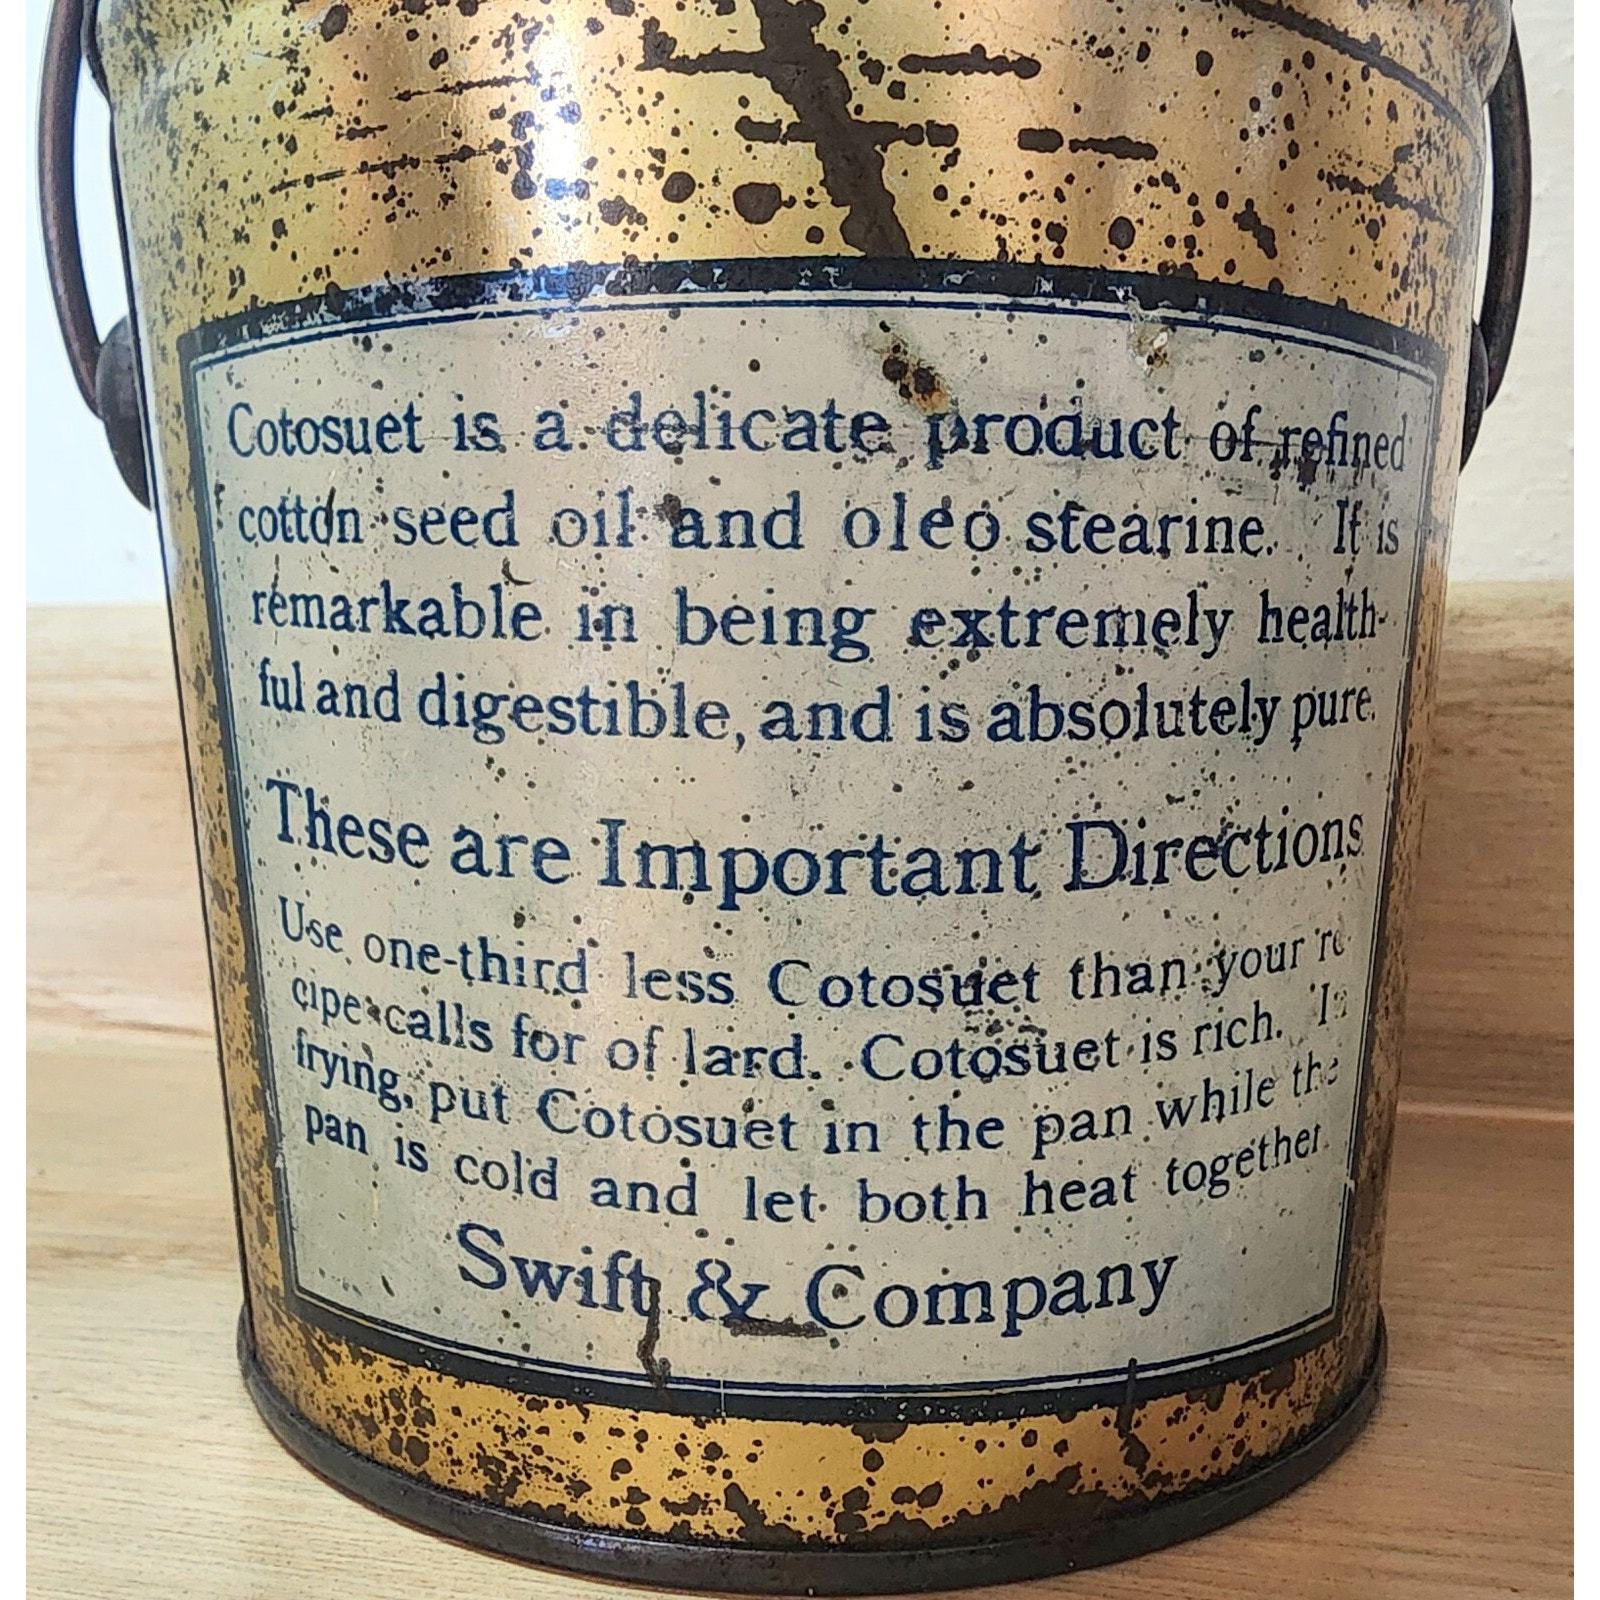 Cotosuet is a delicate product of refined
cotton seed oil and oleo stearine. It is
remarkable in being extremely health-
ful and digestible, and is absolutely pure.
These are Important Directions
Use one-third less Cotosuet than your re
cipe calls for of lard. Cotosuet is rich. In
frying, put Cotosuet in the pan while the
pan is cold and let both heat together.
Swift & Company